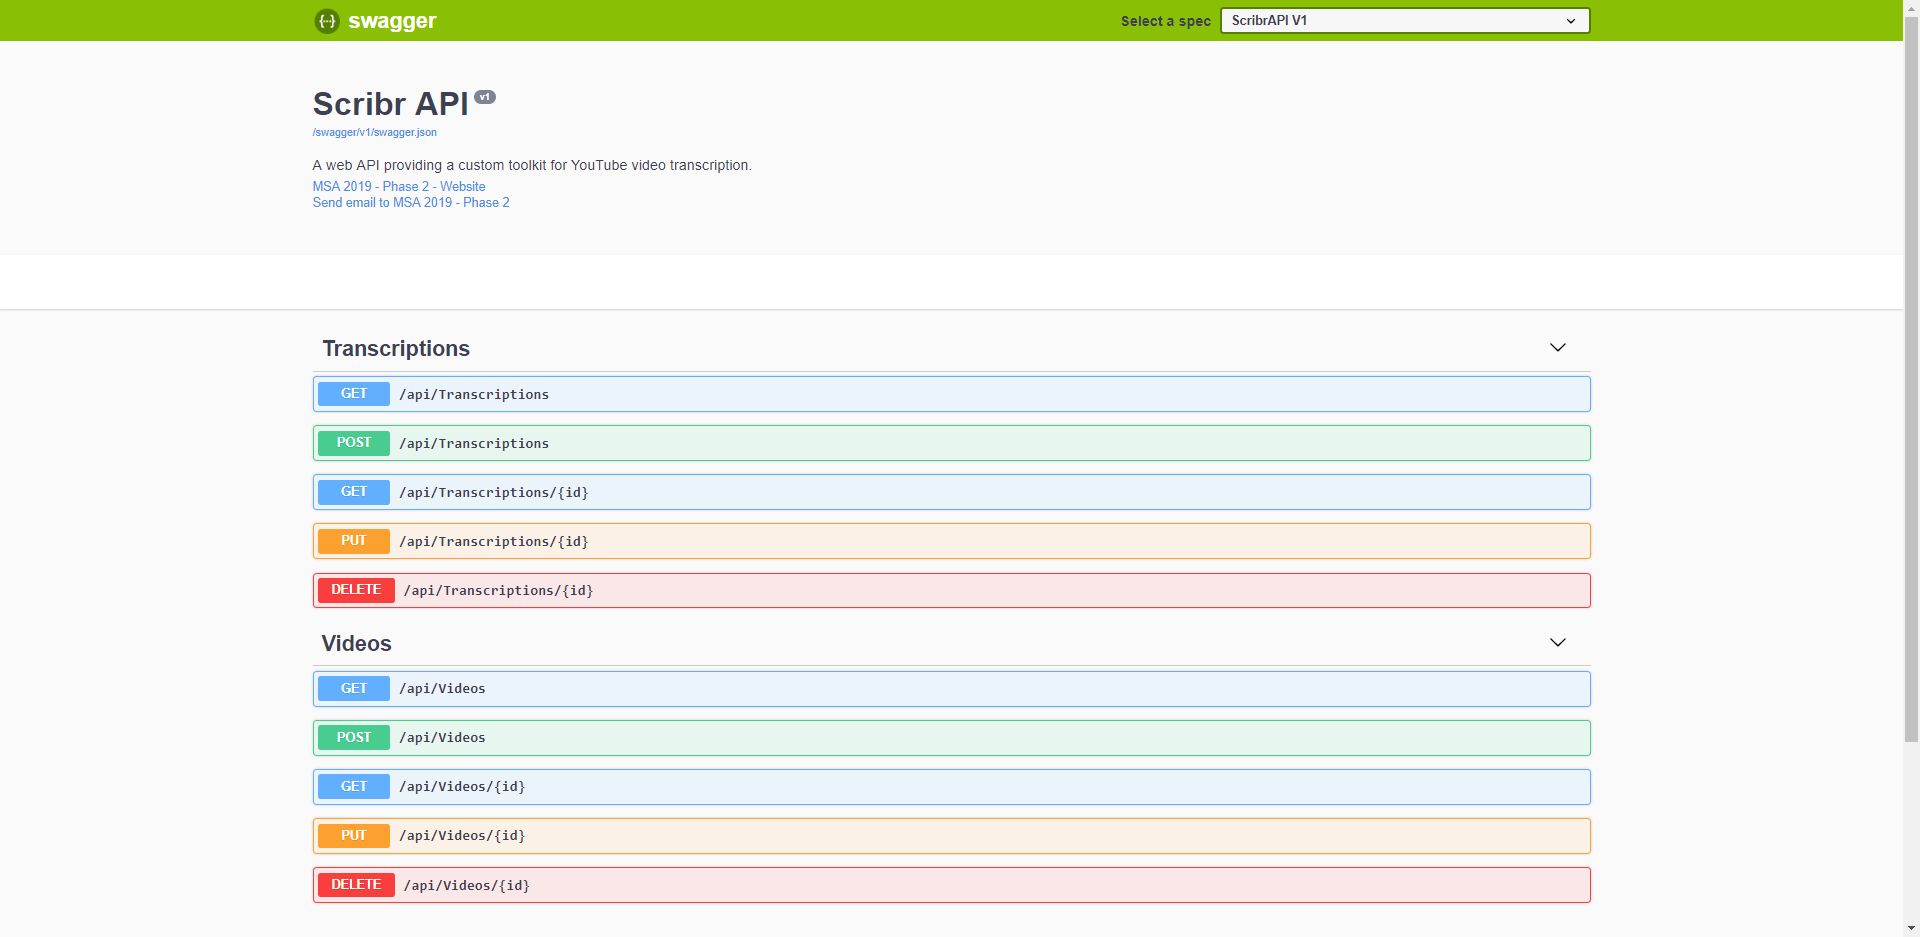 {...} swagger
Select a spec
ScribrAPI V1
Scribr API v1
/swagger/v1/swagger.json
A web API providing a custom toolkit for YouTube video transcription.
MSA 2019 - Phase 2 - Website
Send email to MSA 2019 - Phase 2
Transcriptions
GET /api/Transcriptions
POST /api/Transcriptions
GET /api/Transcriptions/{id}
PUT /api/Transcriptions/{id}
DELETE /api/Transcriptions/{id}
Videos
GET /api/Videos
POST /api/Videos
GET /api/Videos/{id}
PUT /api/Videos/{id}
DELETE /api/Videos/{id}